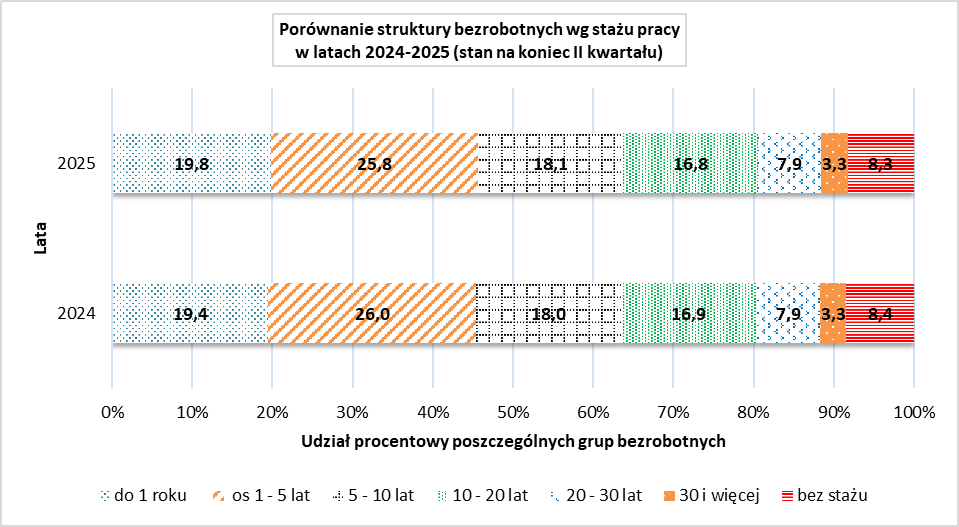 Porównanie struktury bezrobotnych wg stażu pracy
w latach 2024-2025 (stan na koniec II kwartału)
2025
19,8
25,8
18,1
16,8
7,9
3,3
8,3
Lata
2024
19,4
26,0
18,0
16,9
7,9
3,3
8,4
0%
10%
20%
30%
40%
50%
60%
70%
80%
90%
100%
Udział procentowy poszczególnych grup bezrobotnych
do 1 roku
os 1 - 5 lat
5 - 10 lat
10 - 20 lat
20 - 30 lat
30 i więcej
bez stażu